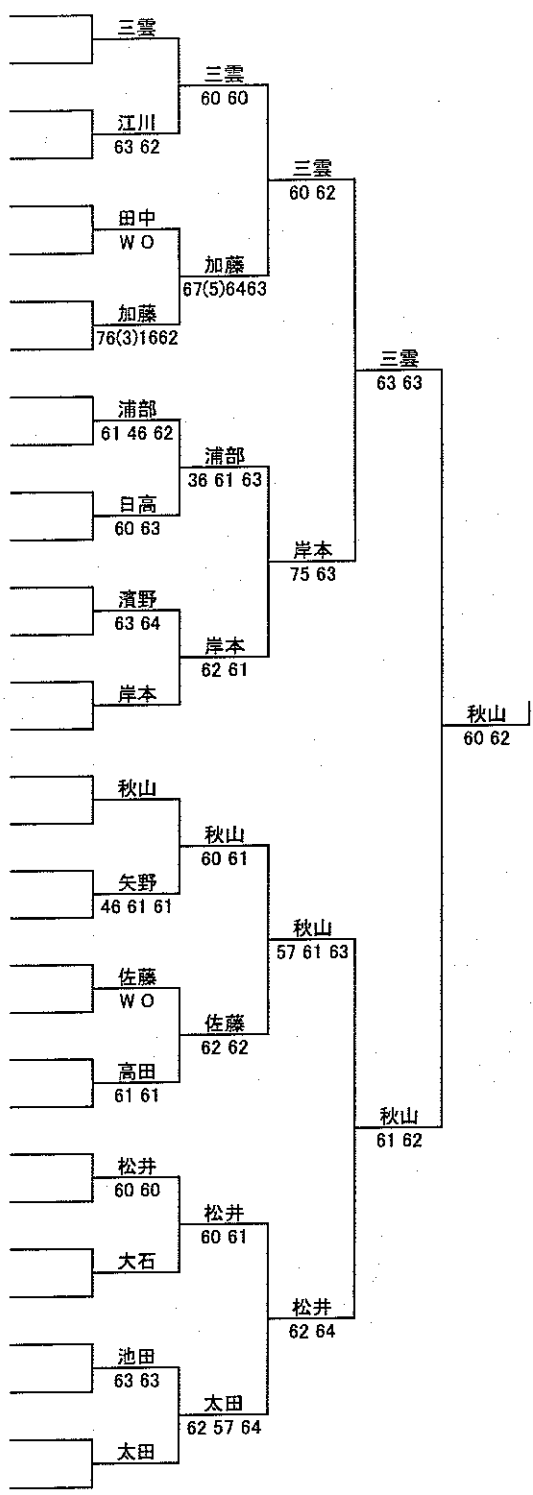 三雲
三雲
60 60
江川
63 62
三雲
60 62
田中
W O
加藤
67(5)6463
加藤
76(3)1662
三雲
63 63
浦部
61 46 62
浦部
36 61 63
日高
60 63
岸本
75 63
濱野
63 64
岸本
62 61
岸本
秋山
60 62
秋山
秋山
60 61
矢野
46 61 61
秋山
57 61 63
佐藤
W O
佐藤
62 62
高田
61 61
秋山
61 62
松井
60 60
松井
60 61
大石
松井
62 64
池田
63 63
太田
62 57 64
太田